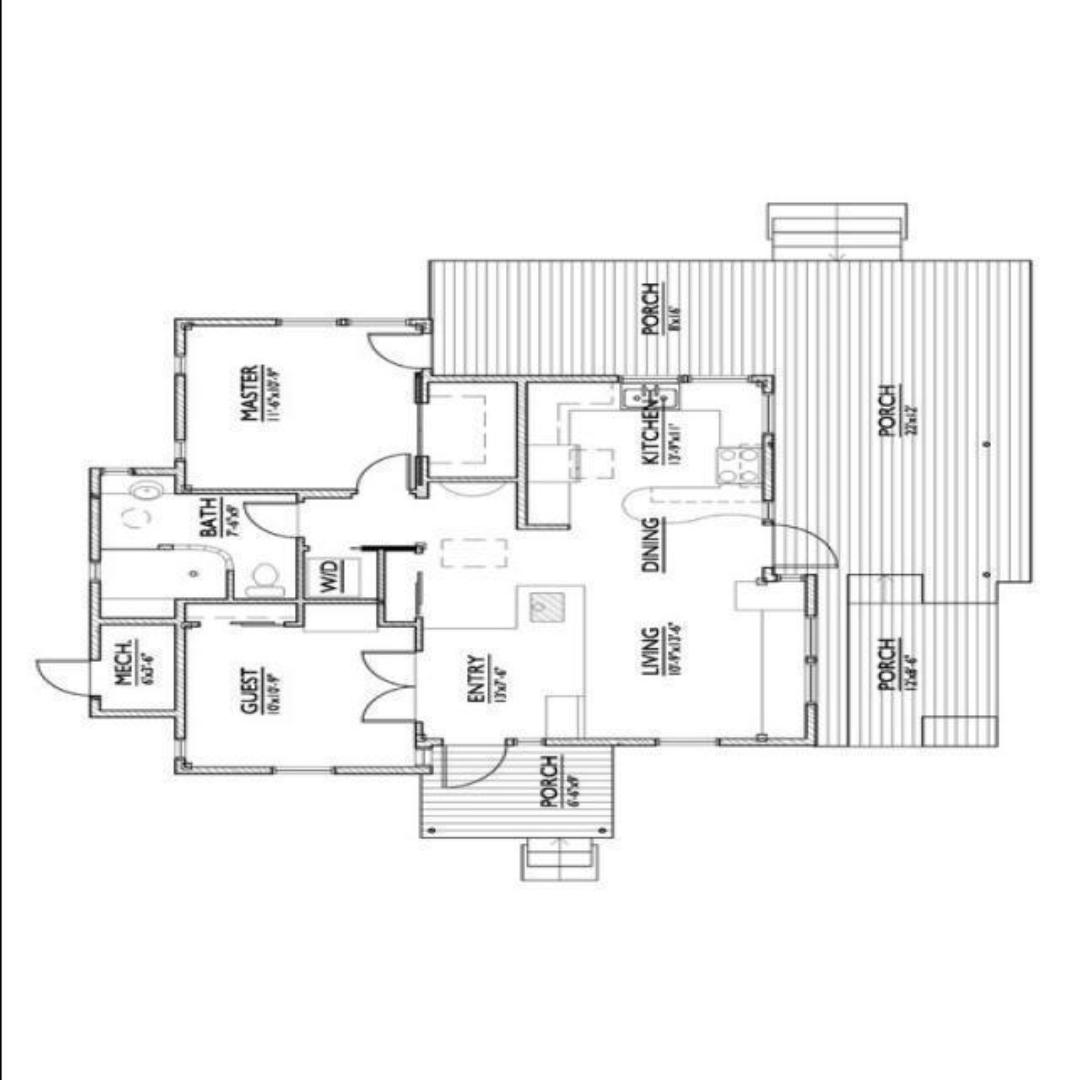 PORCH
8'x16'
MASTER
11'-6"x10'-9"
PORCH
22'x12'
KITCHEN
13'-9"x11'
BATH
7'-6"x9'
DINING
W/D
MECH.
6'x3'-6"
GUEST
10'x10'-9"
ENTRY
13'x7'-6"
LIVING
10'-9"x13'-6"
PORCH
12'x8'-6"
PORCH
6'-6"x9'